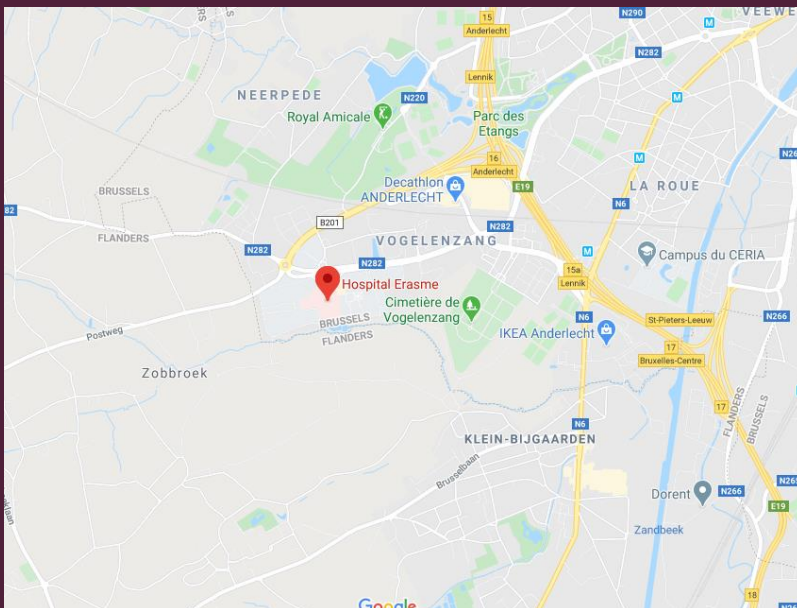 N290
15
Anderlecht
VEEWE
M
N282
Lennik
M
NEERPEDE
N220
Royal Amicale
Parc des
Etangs
M
16
Anderlecht
BRUSSELS
Decathlon
ANDERLECHT
E19
LA ROUE
N6
82
B201
N282
FLANDERS
VOGELENZANG
N282
M
Campus du CERIA
N282
15a
Lennik
Hospital Erasme
Cimetière de
Vogelenzang
BRUSSELS
FLANDERS
N6
St-Pieters-Leeuw
N266
Postweg
IKEA Anderlecht
17
Bruxelles-Centre
Zobbroek
17
FLANDERS
BRUSSELS
N6
KLEIN-BIJGAARDEN
Brusselbaan
Dorent
N266
E19
Zandbeek
18
Google